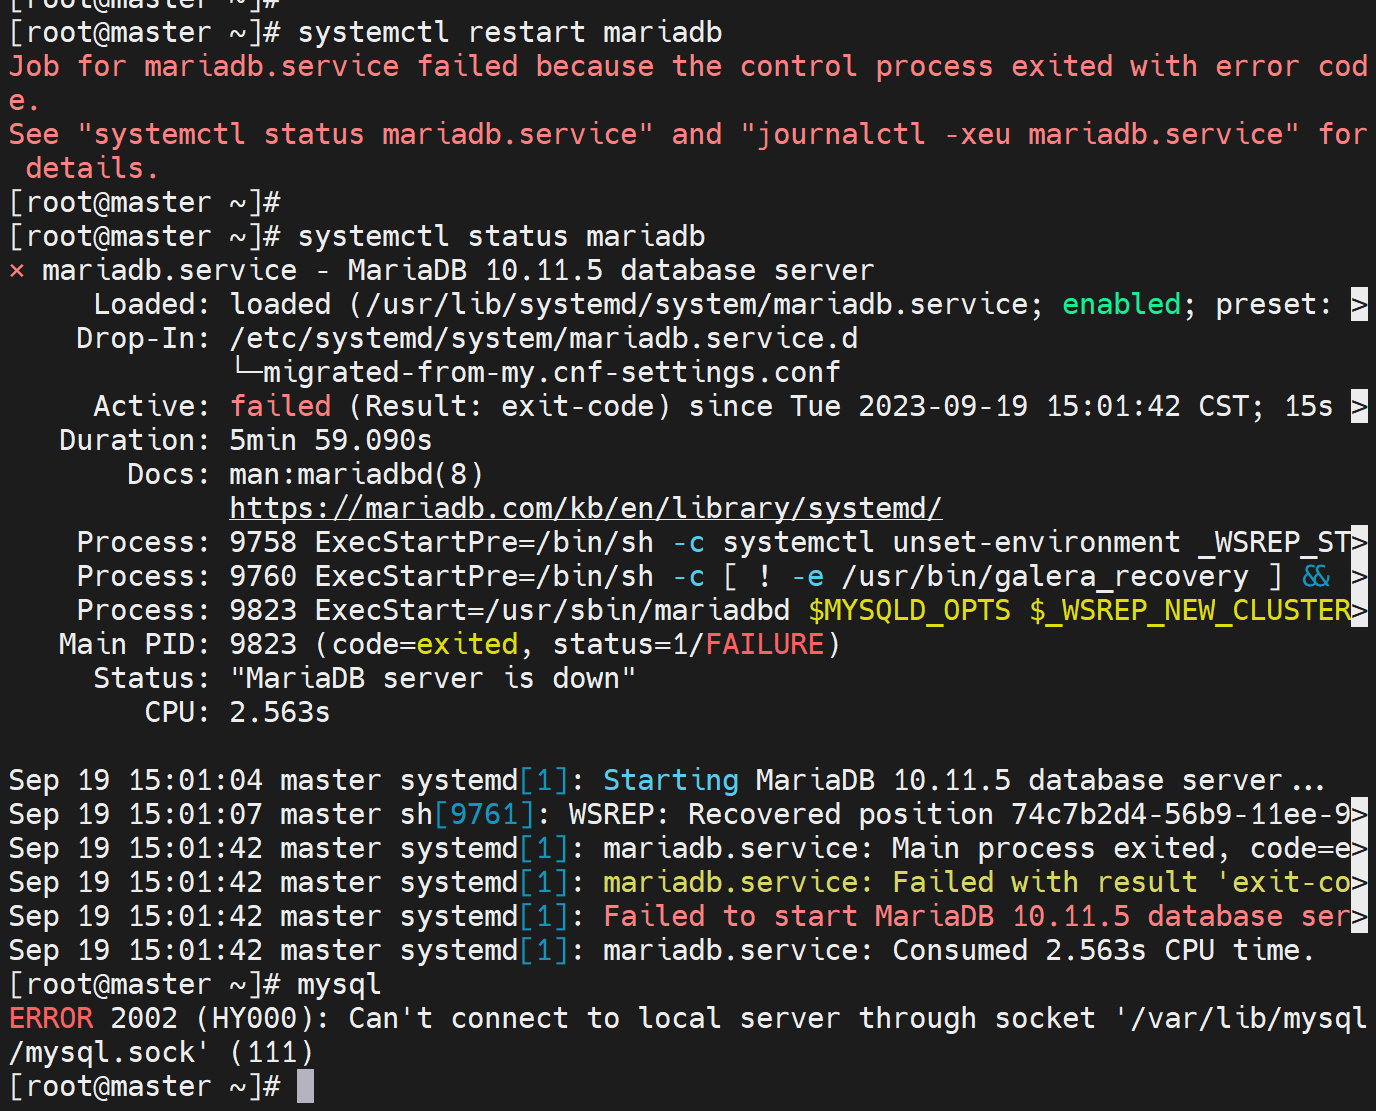 [root@master ~]#
[root@master ~]# systemctl restart mariadb
Job for mariadb.service failed because the control process exited with error cod
e.
See "systemctl status mariadb.service" and "journalctl -xeu mariadb.service" for
 details.
[root@master ~]#
[root@master ~]# systemctl status mariadb
× mariadb.service - MariaDB 10.11.5 database server
     Loaded: loaded (/usr/lib/systemd/system/mariadb.service; enabled; preset: >
    Drop-In: /etc/systemd/system/mariadb.service.d
             └─migrated-from-my.cnf-settings.conf
     Active: failed (Result: exit-code) since Tue 2023-09-19 15:01:42 CST; 15s >
   Duration: 5min 59.090s
       Docs: man:mariadbd(8)
             https://mariadb.com/kb/en/library/systemd/
    Process: 9758 ExecStartPre=/bin/sh -c systemctl unset-environment _WSREP_ST>
    Process: 9760 ExecStartPre=/bin/sh -c [ ! -e /usr/bin/galera_recovery ] && >
    Process: 9823 ExecStart=/usr/sbin/mariadbd $MYSQLD_OPTS $_WSREP_NEW_CLUSTER>
   Main PID: 9823 (code=exited, status=1/FAILURE)
     Status: "MariaDB server is down"
        CPU: 2.563s

Sep 19 15:01:04 master systemd[1]: Starting MariaDB 10.11.5 database server...
Sep 19 15:01:07 master sh[9761]: WSREP: Recovered position 74c7b2d4-56b9-11ee-9>
Sep 19 15:01:42 master systemd[1]: mariadb.service: Main process exited, code=e>
Sep 19 15:01:42 master systemd[1]: mariadb.service: Failed with result 'exit-co>
Sep 19 15:01:42 master systemd[1]: Failed to start MariaDB 10.11.5 database ser>
Sep 19 15:01:42 master systemd[1]: mariadb.service: Consumed 2.563s CPU time.
[root@master ~]# mysql
ERROR 2002 (HY000): Can't connect to local server through socket '/var/lib/mysql
/mysql.sock' (111)
[root@master ~]#